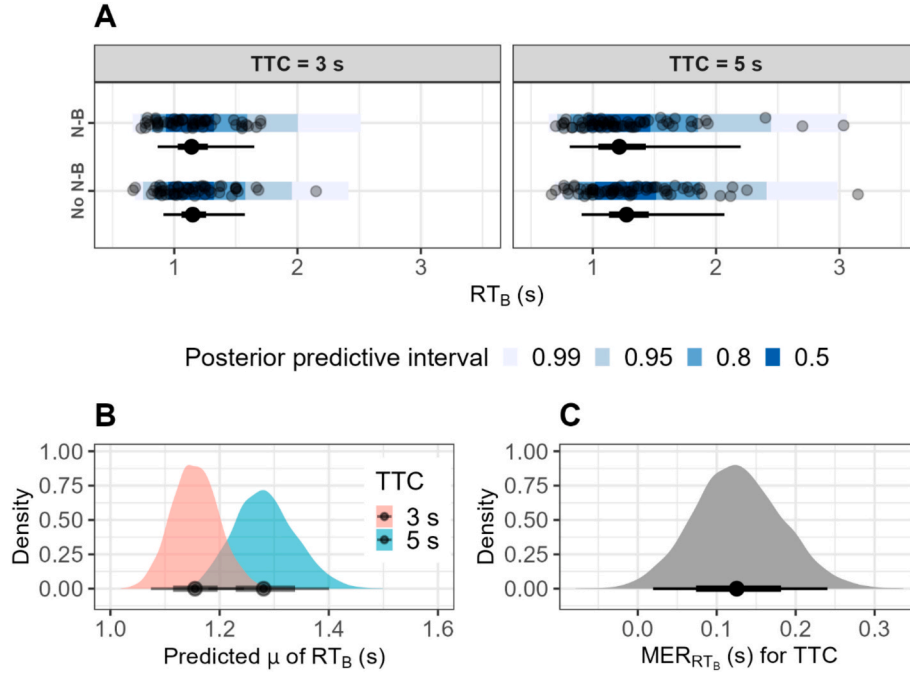 A
TTC = 3 s
TTC = 5 s
N-B
No N-B
1 2 3
1 2 3
RT_B (s)
Posterior predictive interval 0.99 0.95 0.8 0.5
B
C
1.00
0.75
0.50
0.25
0.00
Density
TTC
3 s
5 s
1.0 1.2 1.4 1.6
Predicted μ of RT_B (s)
1.00
0.75
0.50
0.25
0.00
Density
0.0 0.1 0.2 0.3
MER_RT_B (s) for TTC